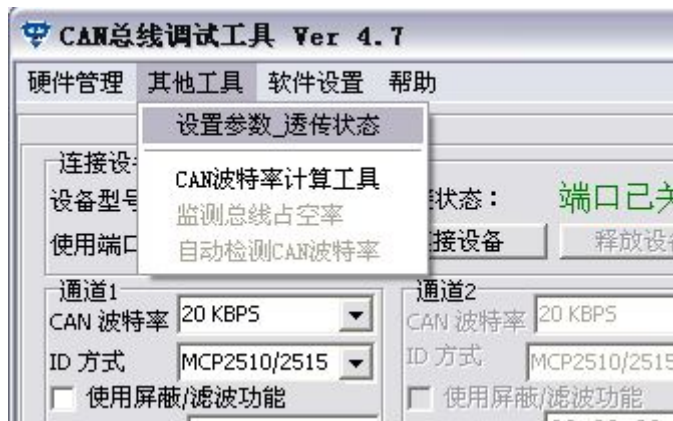 CAN总线调试工具 Ver 4.7
硬件管理 其他工具 软件设置 帮助
设置参数_透传状态
CAN波特率计算工具
监测总线占空率
自动检测CAN波特率
连接设
设备型号 状态： 端口已关
使用端口 接设备 释放设
通道1 通道2
CAN 波特率 20 KBPS CAN 波特率 20 KBPS
ID 方式 MCP2510/2515 ID 方式 MCP2510/2515
使用屏蔽/滤波功能 使用屏蔽/滤波功能